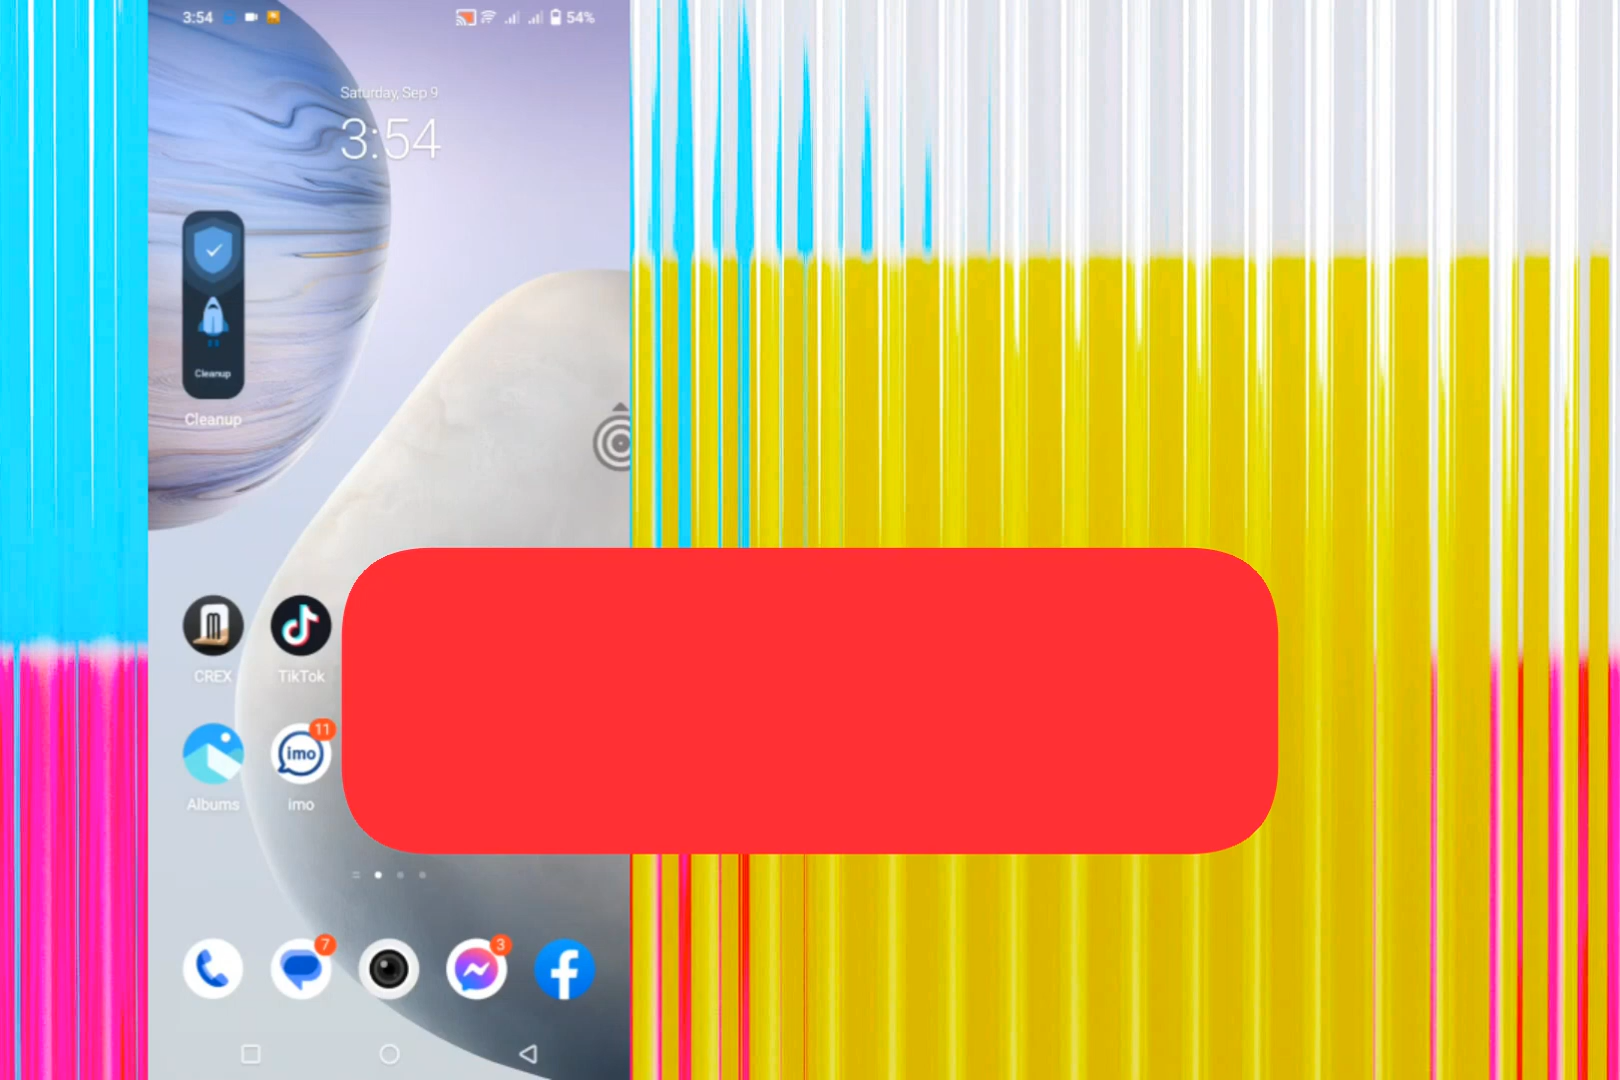 3:54
54%
Saturday, Sep 9
3:54
Cleanup
Cleanup
CREX
TikTok
11
imo
Albums
imo
7
3